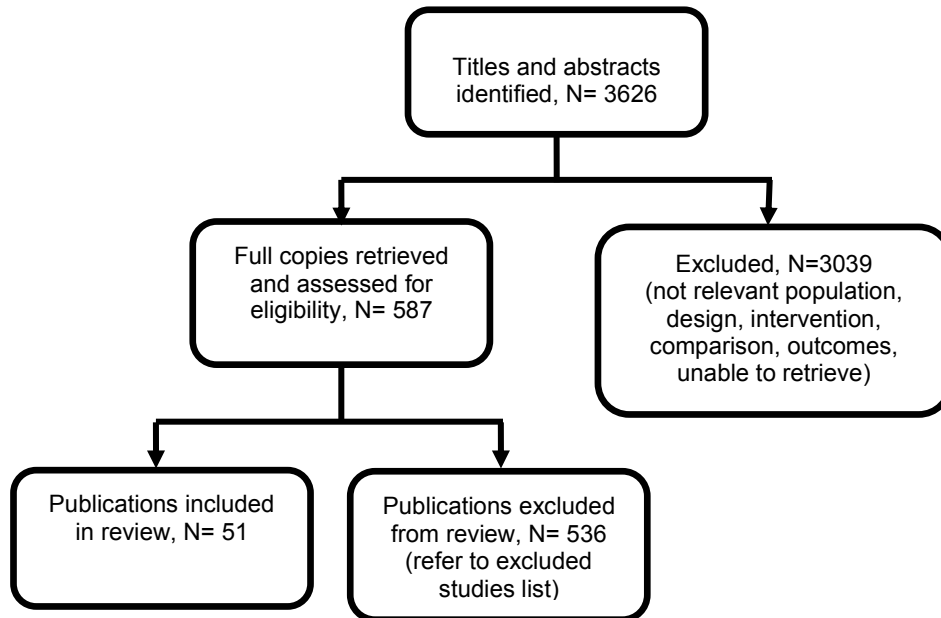 Titles and abstracts
identified, N= 3626
Full copies retrieved
and assessed for
eligibility, N= 587
Excluded, N=3039
(not relevant population,
design, intervention,
comparison, outcomes,
unable to retrieve)
Publications included
in review, N= 51
Publications excluded
from review, N= 536
(refer to excluded
studies list)